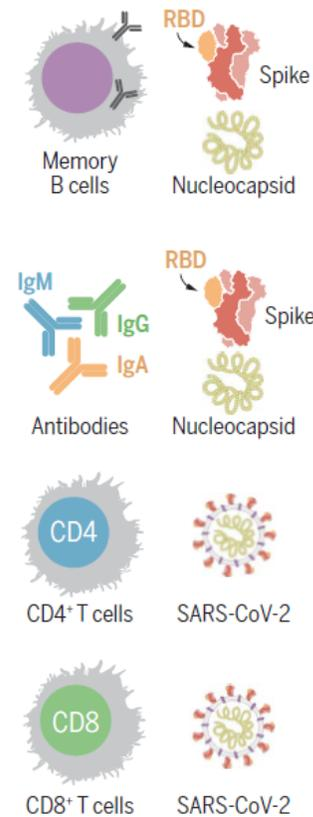 RBD
Spike
Memory
B cells
Nucleocapsid
RBD
IgM
Spike
IgG
IgA
Antibodies
Nucleocapsid
CD4
CD4+ T cells
SARS-CoV-2
CD8
CD8+ T cells
SARS-CoV-2